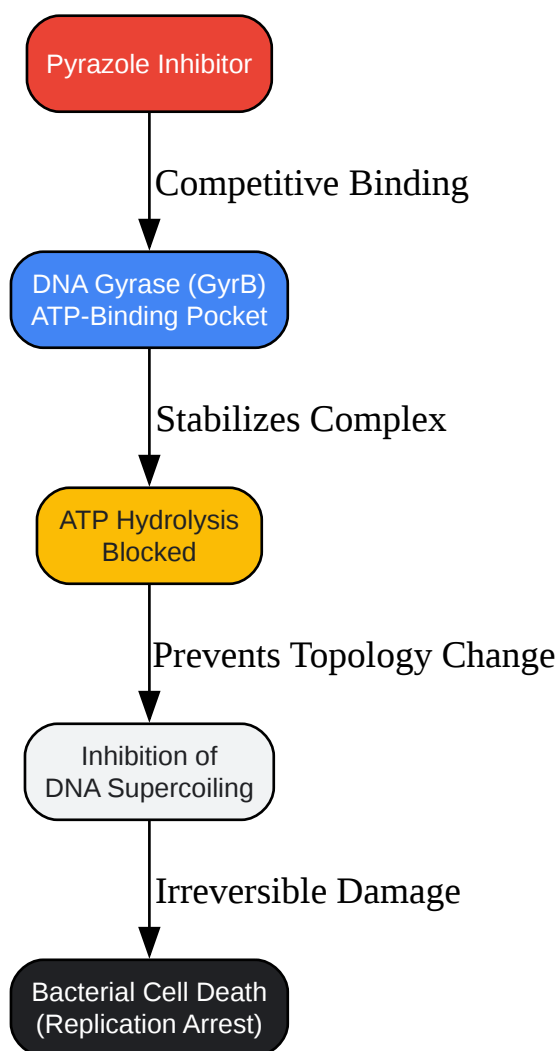 Pyrazole Inhibitor
Competitive Binding
DNA Gyrase (GyrB)
ATP-Binding Pocket
Stabilizes Complex
ATP Hydrolysis
Blocked
Prevents Topology Change
Inhibition of
DNA Supercoiling
Irreversible Damage
Bacterial Cell Death
(Replication Arrest)